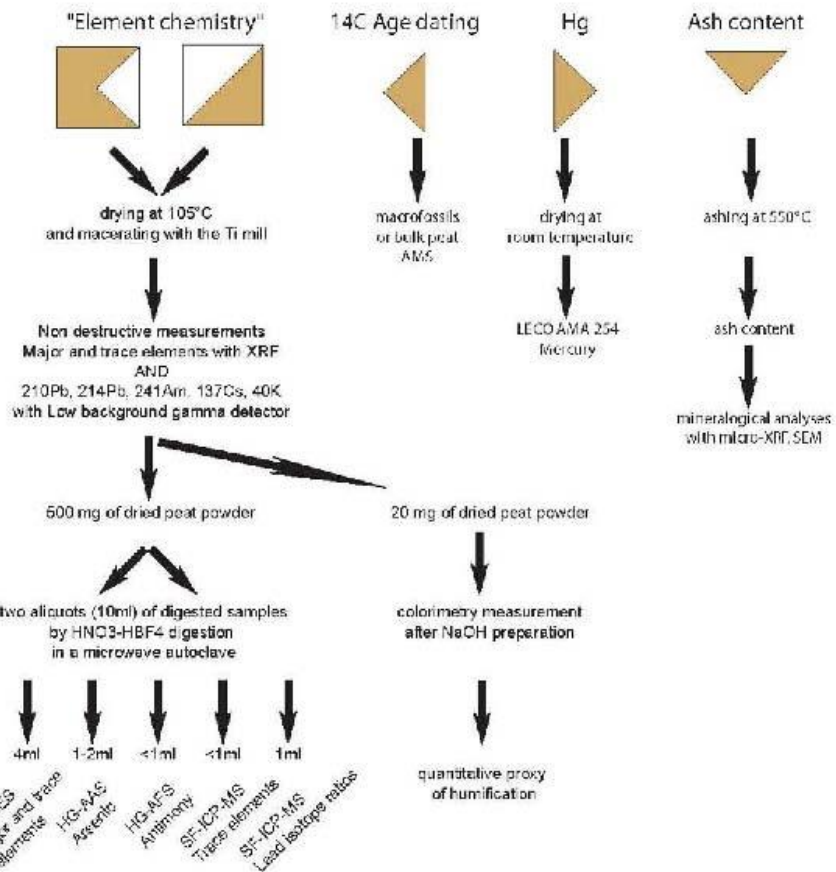 "Element chemistry"
14C Age dating
Hg
Ash content
drying at 105°C
and macerating with the Ti mill
macrofossils
or bulk peat
AMS
drying at
room temperature
ashing at 550°C
Non destructive measurements
Major and trace elements with XRF
AND
210Pb, 214Pb, 241Am, 137Cs, 40K
with Low background gamma detector
LECO AMA 254
Mercury
ash content
mineralogical analyses
with micro-XRF, SEM
500 mg of dried peat powder
20 mg of dried peat powder
two aliquots (10ml) of digested samples
by HNO3-HBF4 digestion
in a microwave autoclave
colorimetry measurement
after NaOH preparation
4ml
1-2ml
<1ml
<1ml
1ml
and trace
elements
HG-AAS
Arsenic
HG-AFS
Antimony
SF-ICP-MS
Trace elements
SF-ICP-MS
Lead isotope ratios
quantitative proxy
of humification